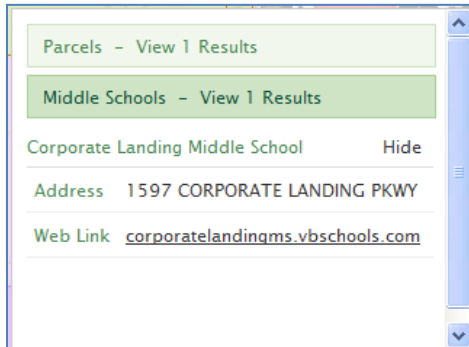 Parcels - View 1 Results
Middle Schools - View 1 Results
Corporate Landing Middle School Hide
Address 1597 CORPORATE LANDING PKWY
Web Link corporatelandingms.vbschools.com